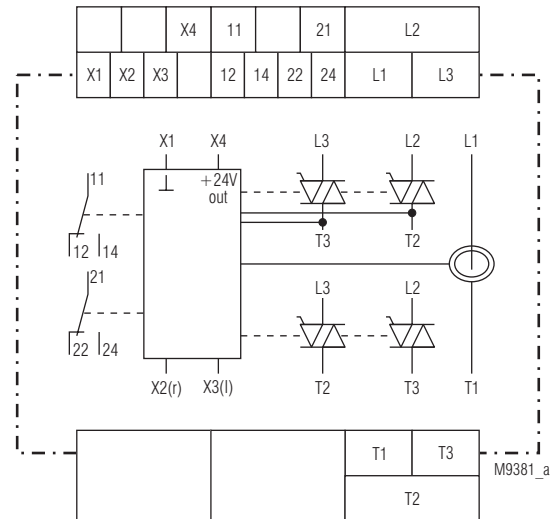 X4 11 21 L2
X1 X2 X3 12 14 22 24 L1 L3
X1 X4 L3 L2 L1
11 +24V
out
12 14 T3 T2
21 L3 L2
22 24
X2(r) X3(l) T2 T3 T1
T1 T3
M9381_a
T2